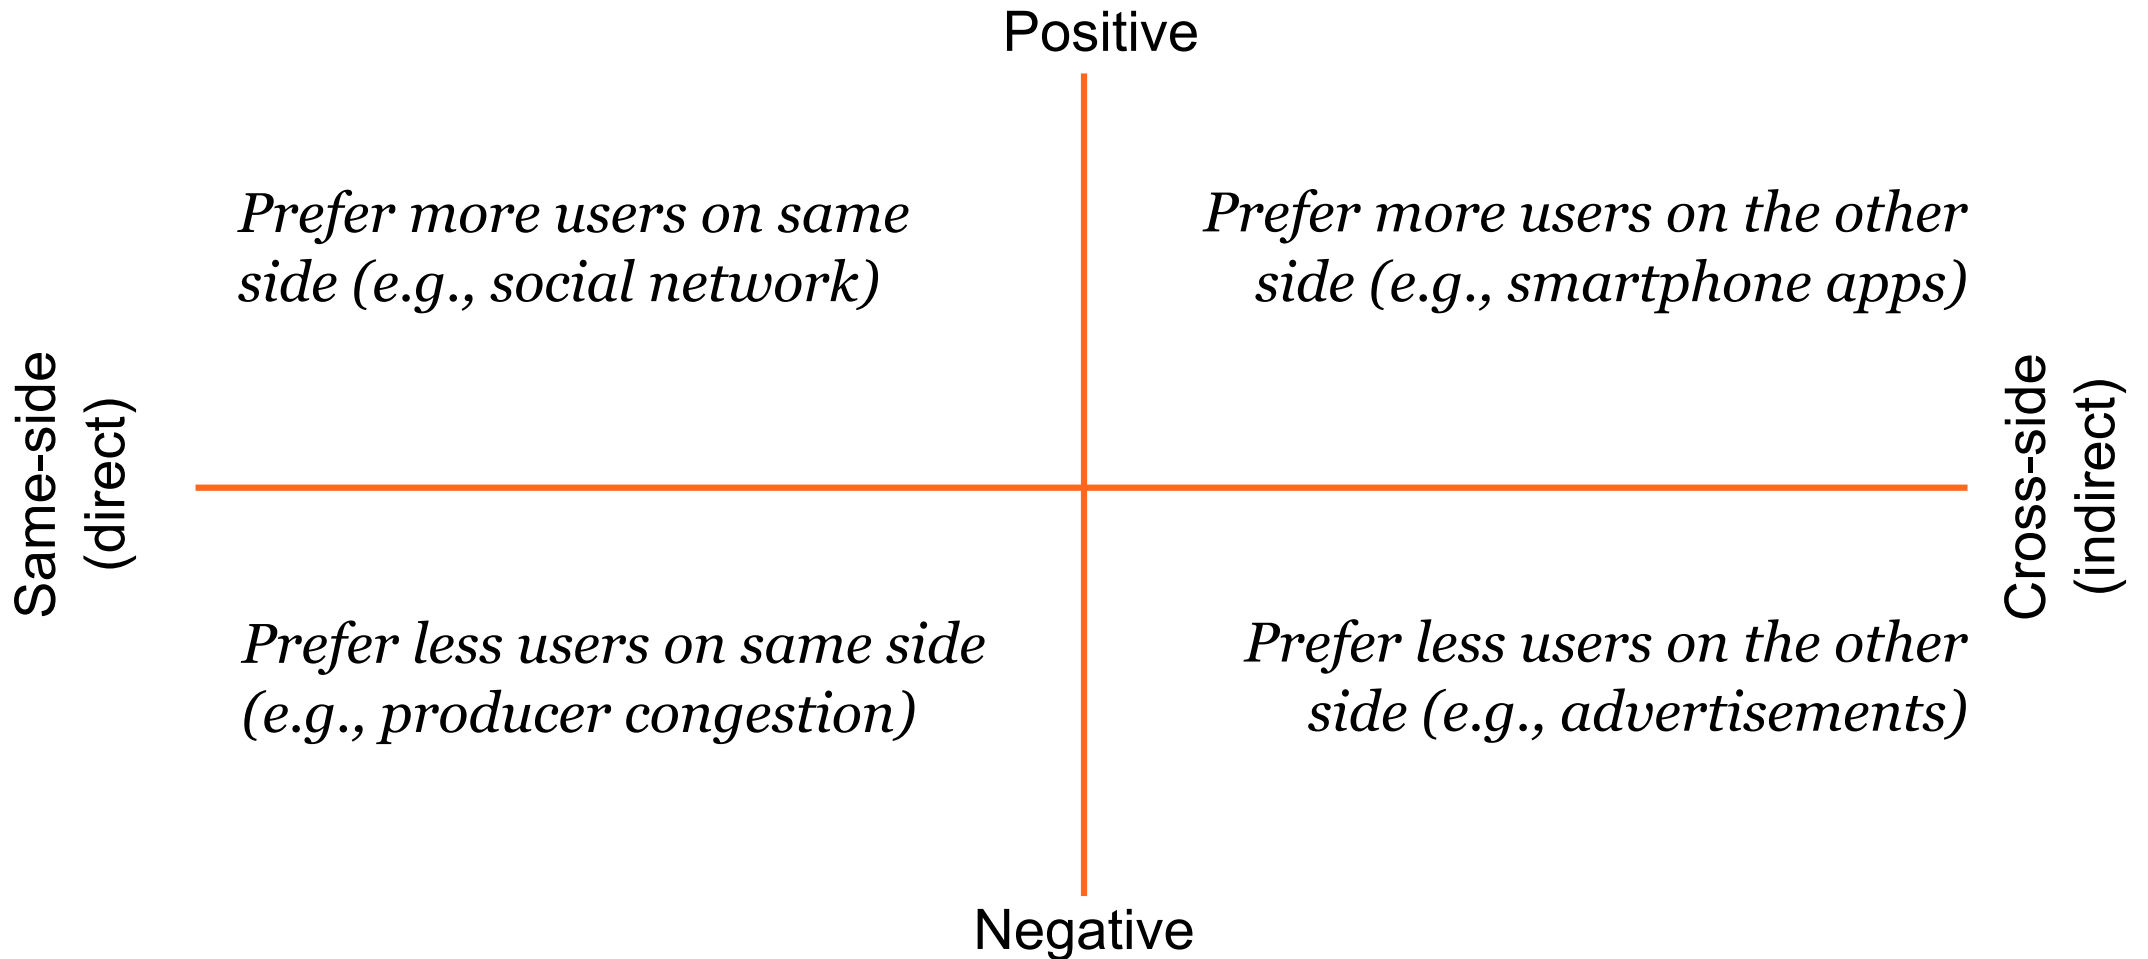 Positive
Prefer more users on same
side (e.g., social network)
Prefer more users on the other
side (e.g., smartphone apps)
Same-side
(direct)
Cross-side
(indirect)
Prefer less users on same side
(e.g., producer congestion)
Prefer less users on the other
side (e.g., advertisements)
Negative